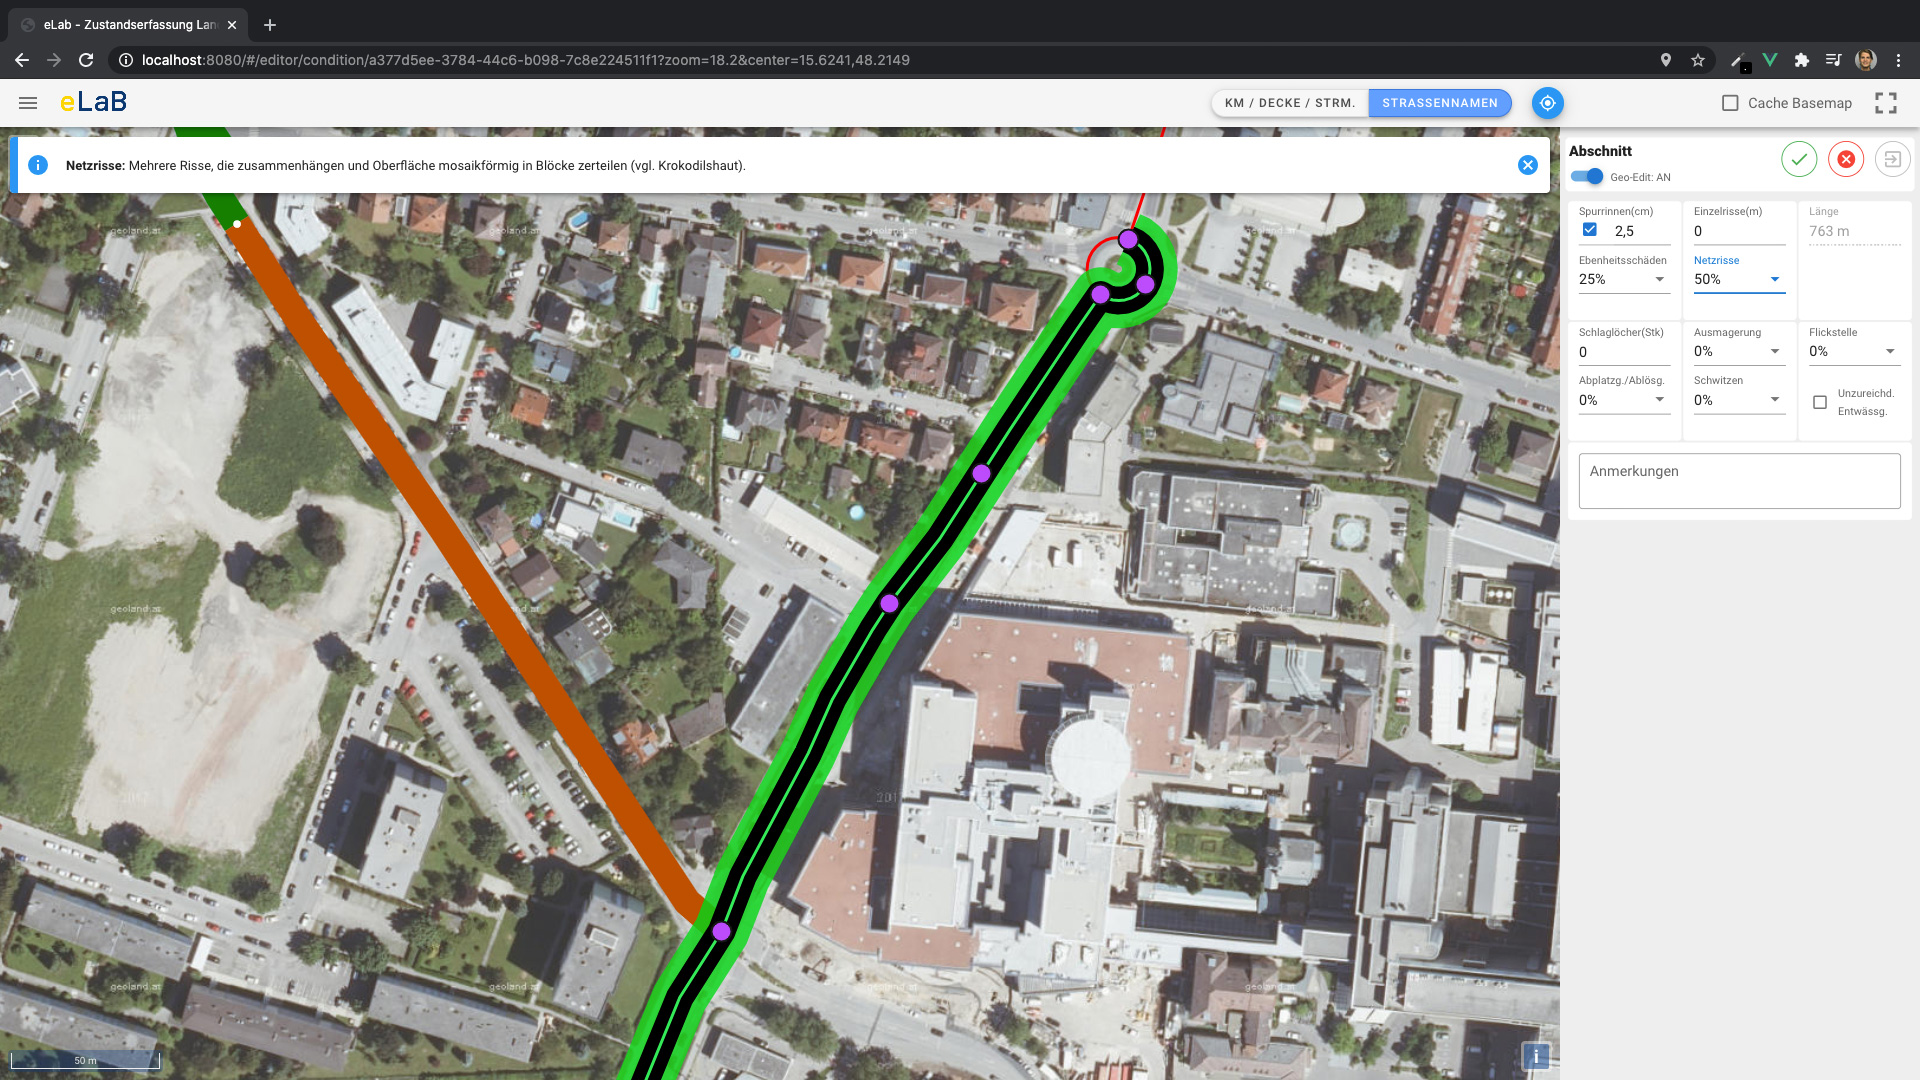 eLab - Zustandserfassung Lan
localhost:8080/#/editor/condition/a377d5ee-3784-44c6-b098-7c8e224511f1?zoom=18.2&center=15.6241,48.2149
eLaB
KM / DECKE / STRM.
STRASSENNAMEN
Cache Basemap
Netzrisse: Mehrere Risse, die zusammenhängen und Oberfläche mosaikförmig in Blöcke zerteilen (vgl. Krokodilshaut).
Abschnitt
Geo-Edit: AN
Spurrinnen(cm)
2,5
Einzelrisse(m)
0
Länge
763 m
Ebenheitsschäden
25%
Netzrisse
50%
Schlaglöcher(Stk)
0
Ausmagerung
0%
Flickstelle
0%
Abplatzg./Ablösg.
0%
Schwitzen
0%
Unzureichd.
Entwässg.
Anmerkungen
geoland.at
geoland.at
geoland.at
geoland.at
geoland.at
geoland.at
geoland.at
geoland.at
geoland.at
geoland.at
50 m
i